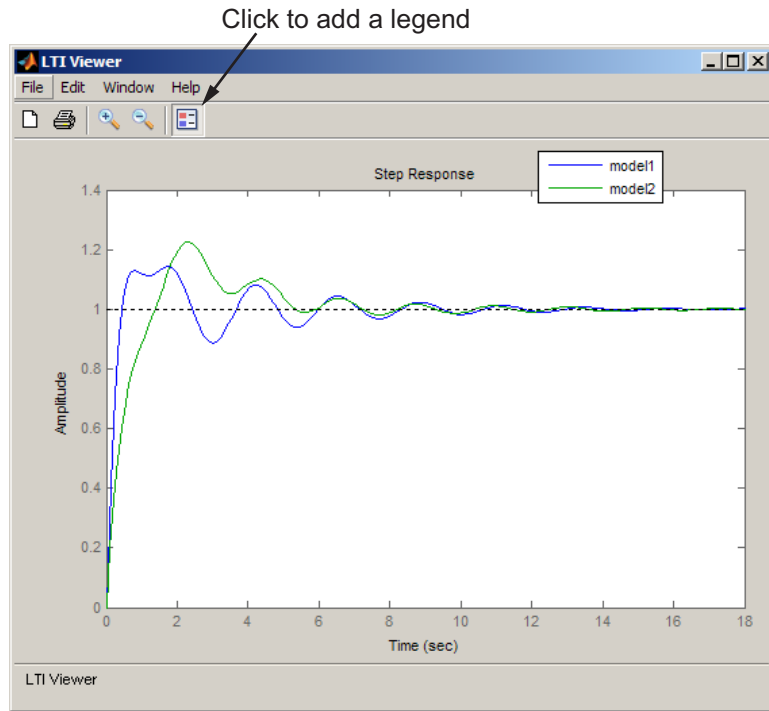 Click to add a legend
LTI Viewer
File Edit Window Help
Step Response
model1
model2
1.4
1.2
1
0.8
0.6
0.4
0.2
0
Amplitude
0 2 4 6 8 10 12 14 16 18
Time (sec)
LTI Viewer